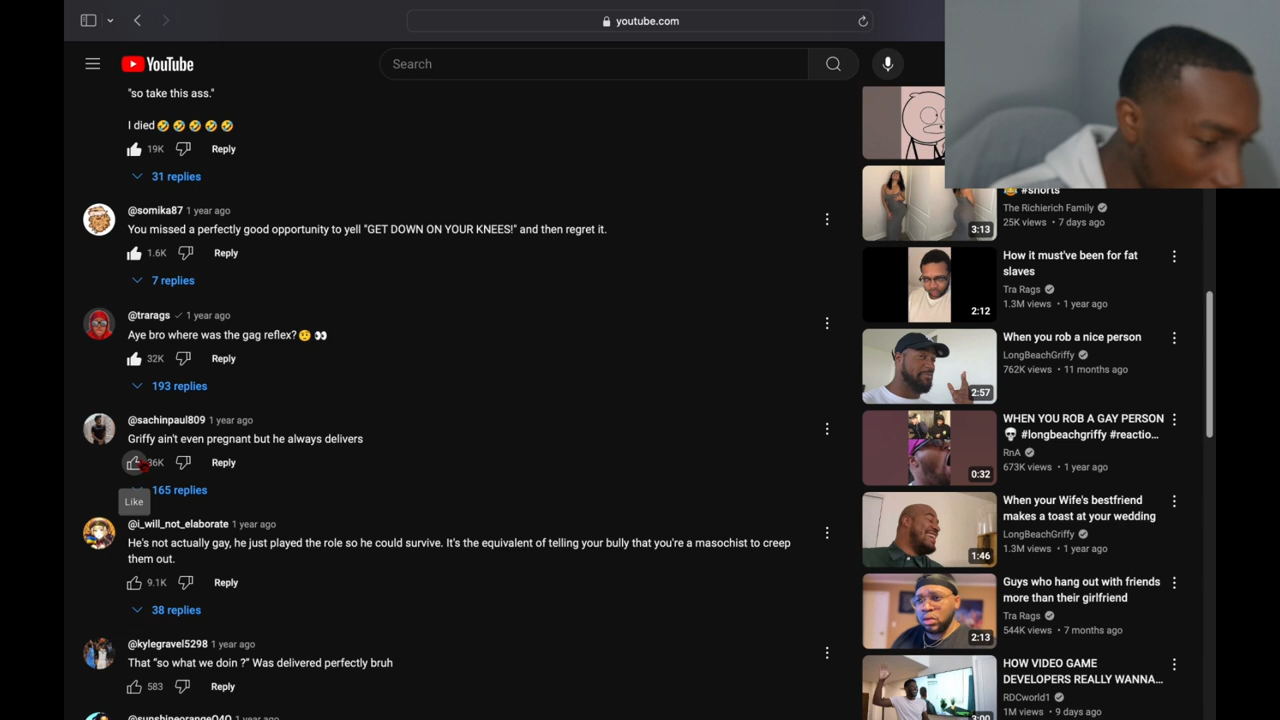 youtube.com
YouTube
Search
"so take this ass."
I died🤣 🤣 🤣 🤣 🤣
19K Reply
31 replies
@somika87 1 year ago
You missed a perfectly good opportunity to yell "GET DOWN ON YOUR KNEES!" and then regret it.
1.6K Reply
7 replies
@trarags 1 year ago
Aye bro where was the gag reflex?🤨 👀
32K Reply
193 replies
@sachinpaul809 1 year ago
Griffy ain't even pregnant but he always delivers
36K Reply
165 replies
Like
@i_will_not_elaborate 1 year ago
He's not actually gay, he just played the role so he could survive. It's the equivalent of telling your bully that you're a masochist to creep
them out.
9.1K Reply
38 replies
@kylegravel5298 1 year ago
That “so what we doin ?” Was delivered perfectly bruh
583 Reply
1 year ago
#shorts
The Richierich Family
25K views • 7 days ago
3:13
How it must've been for fat
slaves
Tra Rags
1.3M views • 1 year ago
2:12
When you rob a nice person
LongBeachGriffy
762K views • 11 months ago
2:57
WHEN YOU ROB A GAY PERSON
💀 #longbeachgriffy #reactio...
RnA
673K views • 1 year ago
0:32
When your Wife's bestfriend
makes a toast at your wedding
LongBeachGriffy
1.3M views • 1 year ago
1:46
Guys who hang out with friends
more than their girlfriend
Tra Rags
544K views • 7 months ago
2:13
HOW VIDEO GAME
DEVELOPERS REALLY WANNA...
RDCworld1
1M views • 9 days ago
3:00